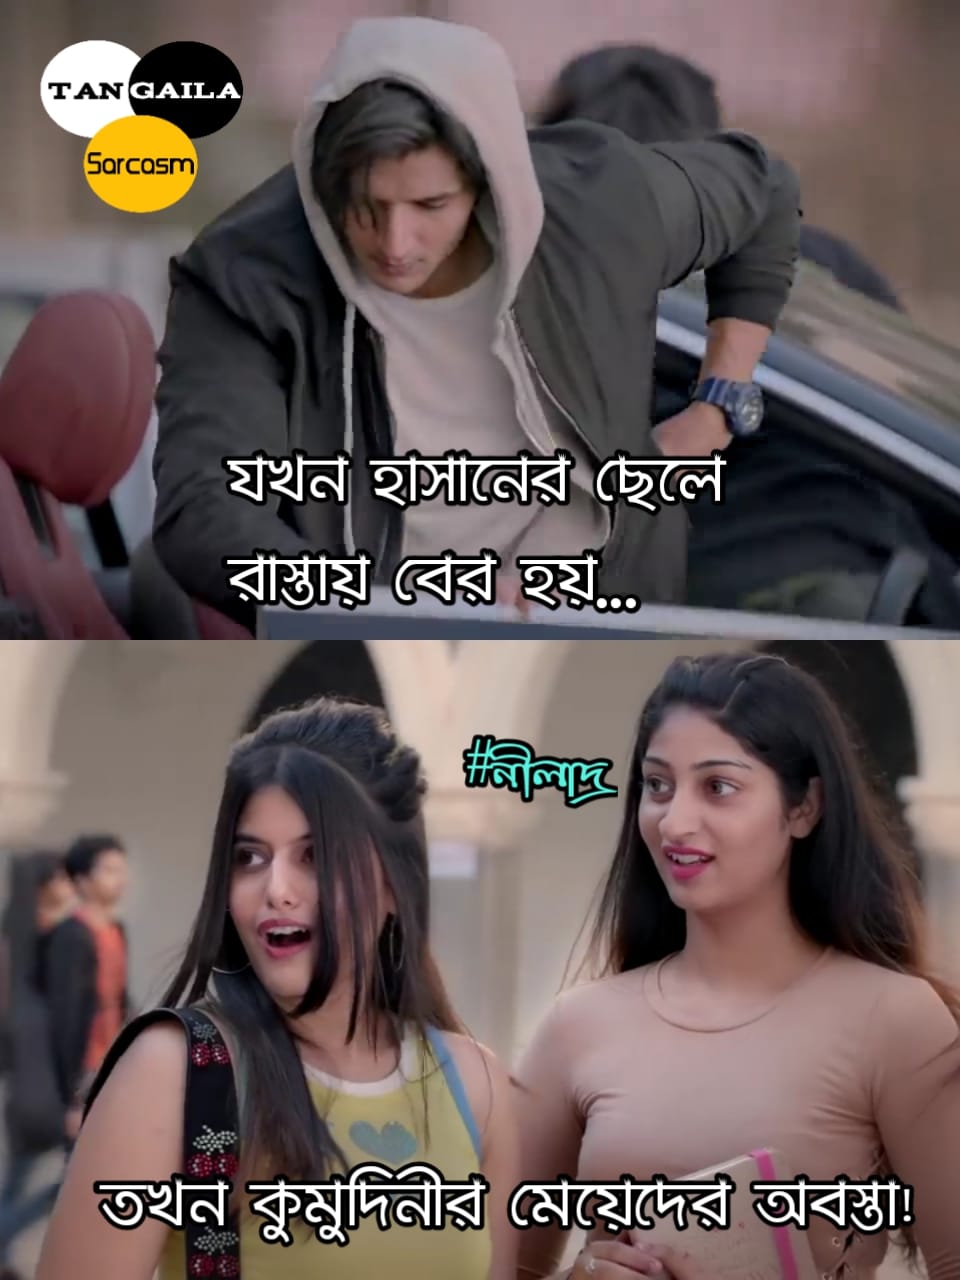 TANGAILA
Sarcasm
যখন হাসানের ছেলে
রাস্তায় বের হয়...
#নীলাদ্র
তখন কুমুদিনীর মেয়েদের অবস্তা!